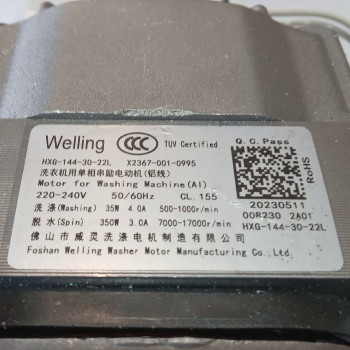 Welling CCC TUV Certified Q.C.Pass
HXG-144-30-22L X2367-001-0995
洗衣机用单相串励电动机(铝线)
Motor for Washing Machine(Al)
RoHS
220-240V 50/60Hz CL. 155 20230511
洗涤(Washing) 35W 4.0A 500-1000r/min 008230 2A01
脱水(Spin) 350W 3.0A 7000-17000r/min HXG-144-30-22L
佛山市威灵洗涤电机制造有限公司
Foshan Welling Washer Motor Manufacturing Co.,Ltd.